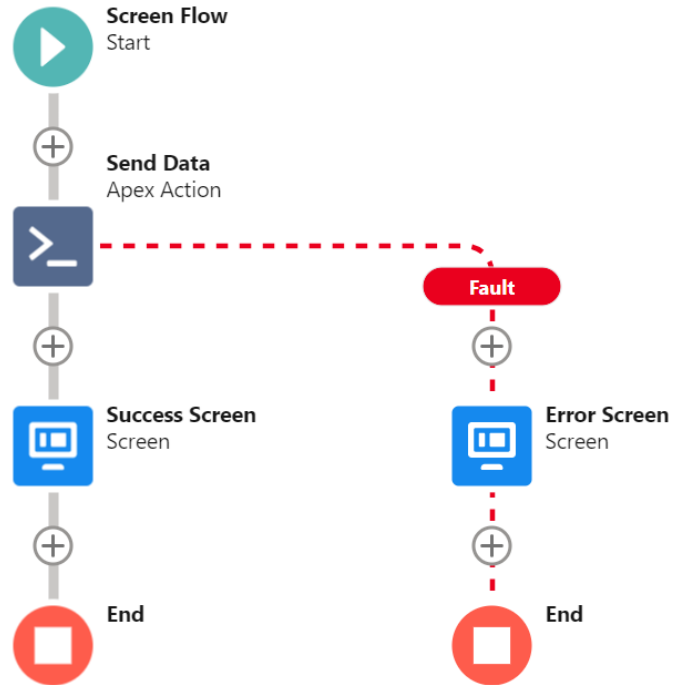 Screen Flow
Start
Send Data
Apex Action
Fault
Success Screen
Screen
Error Screen
Screen
End
End